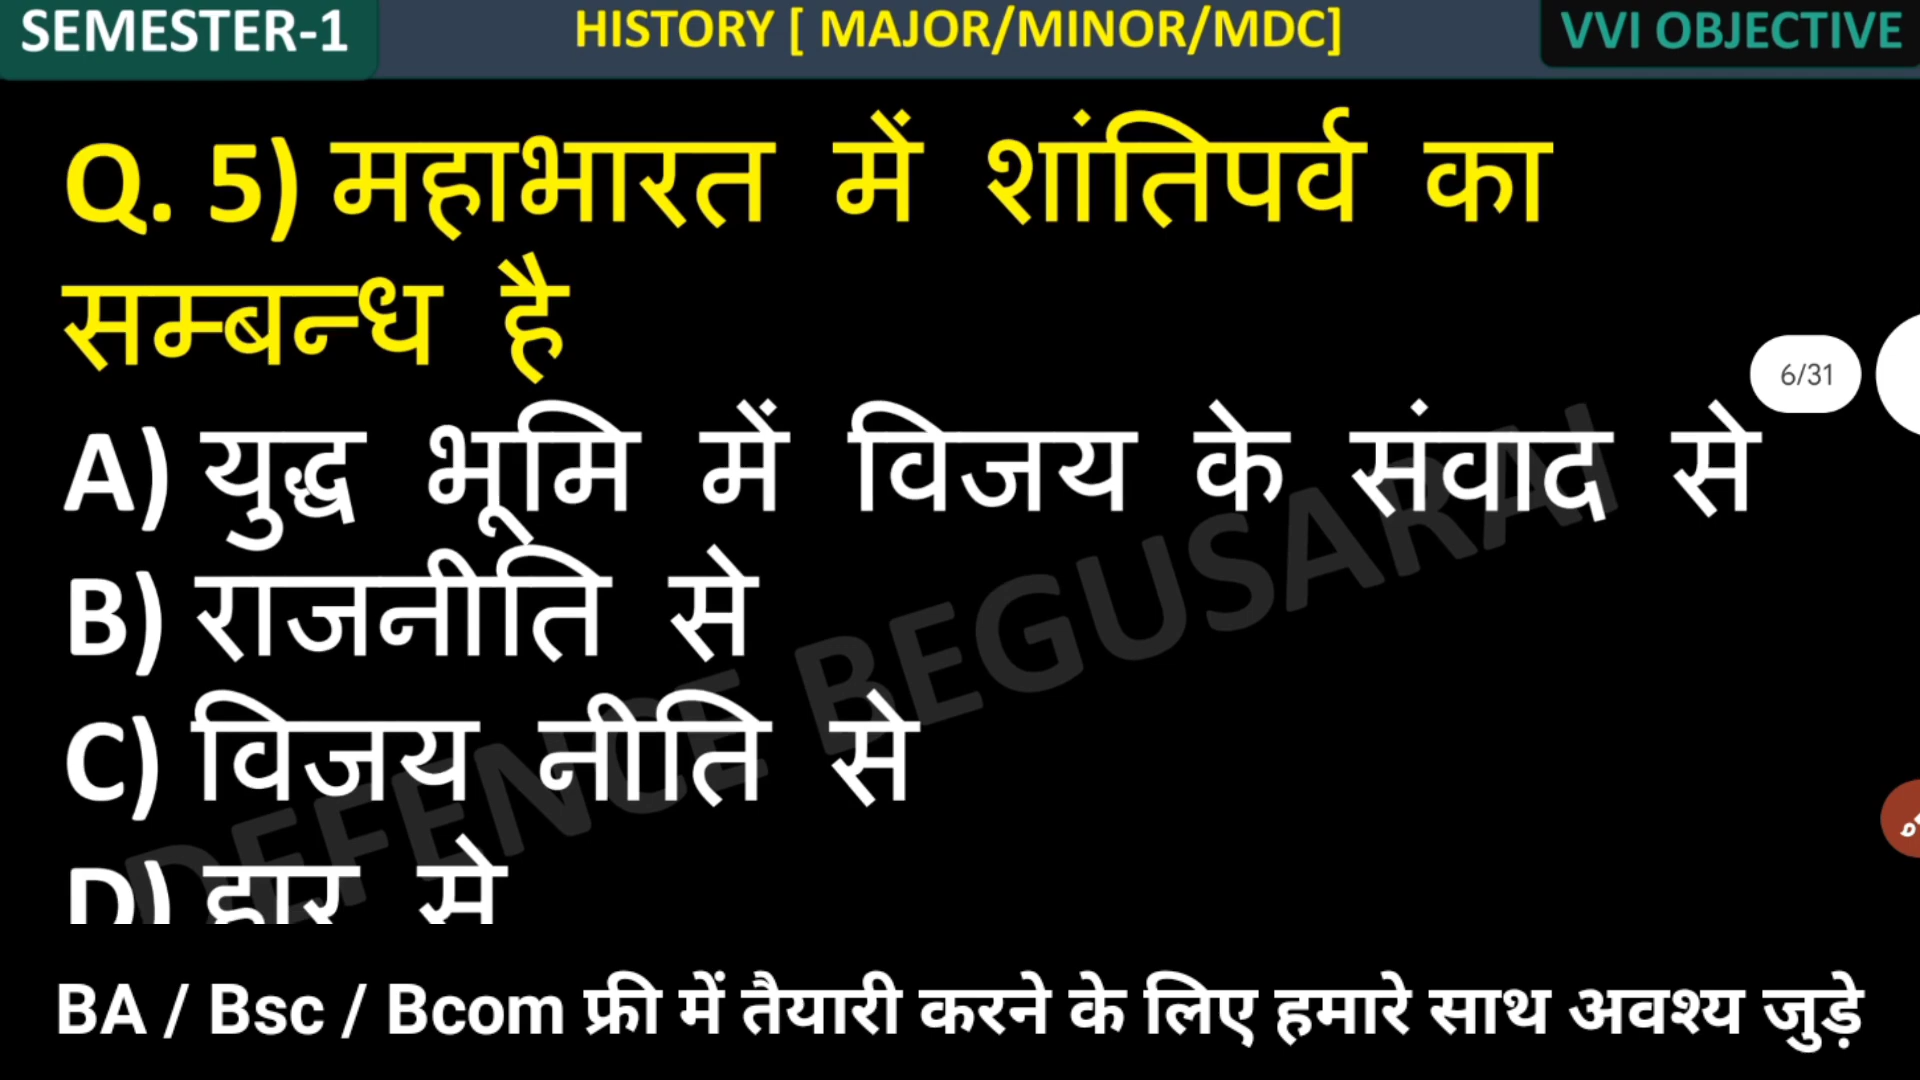 SEMESTER-1
HISTORY [ MAJOR/MINOR/MDC]
VVI OBJECTIVE
Q. 5) महाभारत में शांतिपर्व का
सम्बन्ध है
6/31
A) युद्ध भूमि में विजय के संवाद से
B) राजनीति से
C) विजय नीति से
D) हार से
DEFENCE BEGUSARAI
BA / Bsc / Bcom फ्री में तैयारी करने के लिए हमारे साथ अवश्य जुड़े